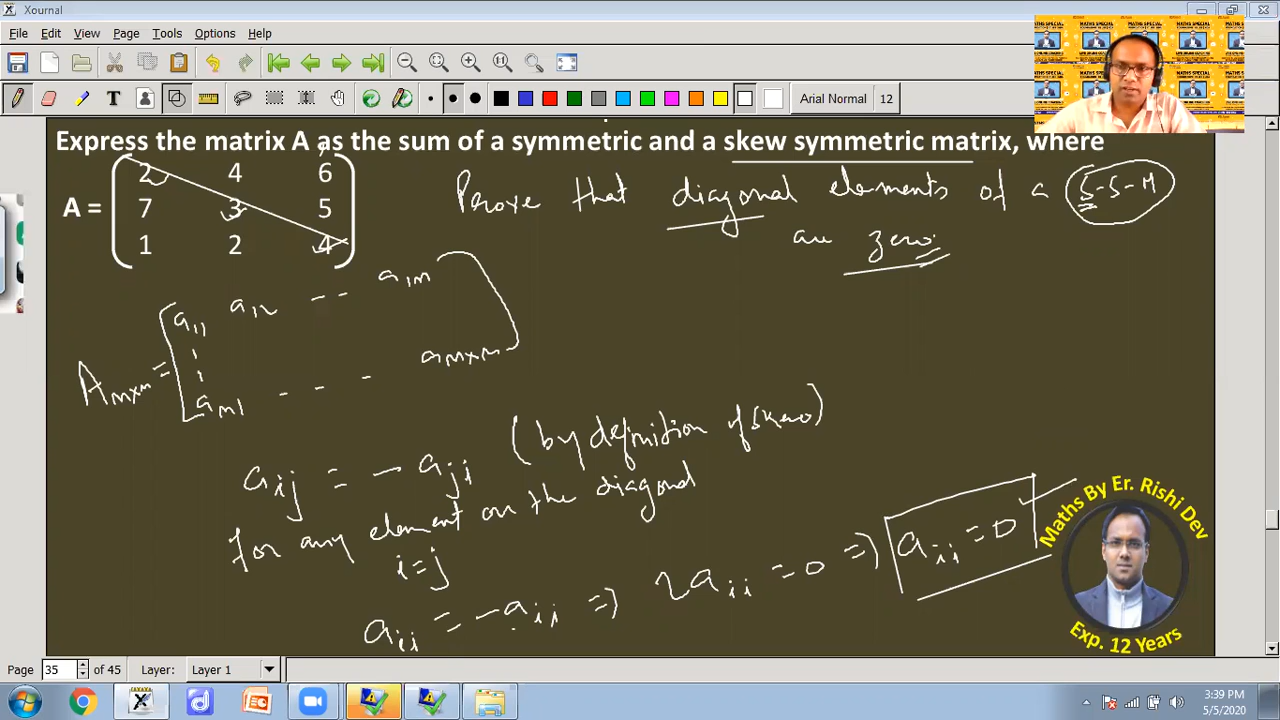 Xournal
File Edit View Page Tools Options Help
Arial Normal 12
Express the matrix A as the sum of a symmetric and a skew symmetric matrix, where
A = 2 4 6
7 3 5
1 2 4
Prove that diagonal elements of a S-S-M
are zero.
A m×m = a11 a12 -- a1m
am1 - - - am×m
aij = - aji (by definition of skew)
for any element on the diagonal
i=j
aii = -aii => 2aii = 0 => aii = 0
Maths By Er. Rishi Dev
Exp. 12 Years
Page 35 of 45 Layer: Layer 1
3:39 PM
5/5/2020